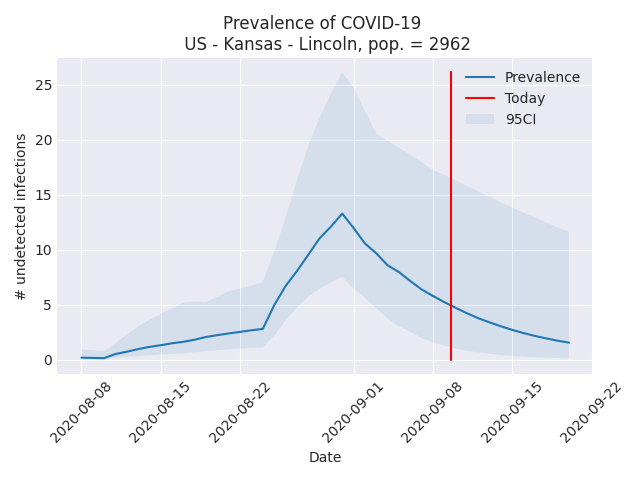 Prevalence of COVID-19
US - Kansas - Lincoln, pop. = 2962
25
20
15
10
5
0
# undetected infections
Prevalence
Today
95CI
2020-08-08
2020-08-15
2020-08-22
2020-09-01
2020-09-08
2020-09-15
2020-09-22
Date